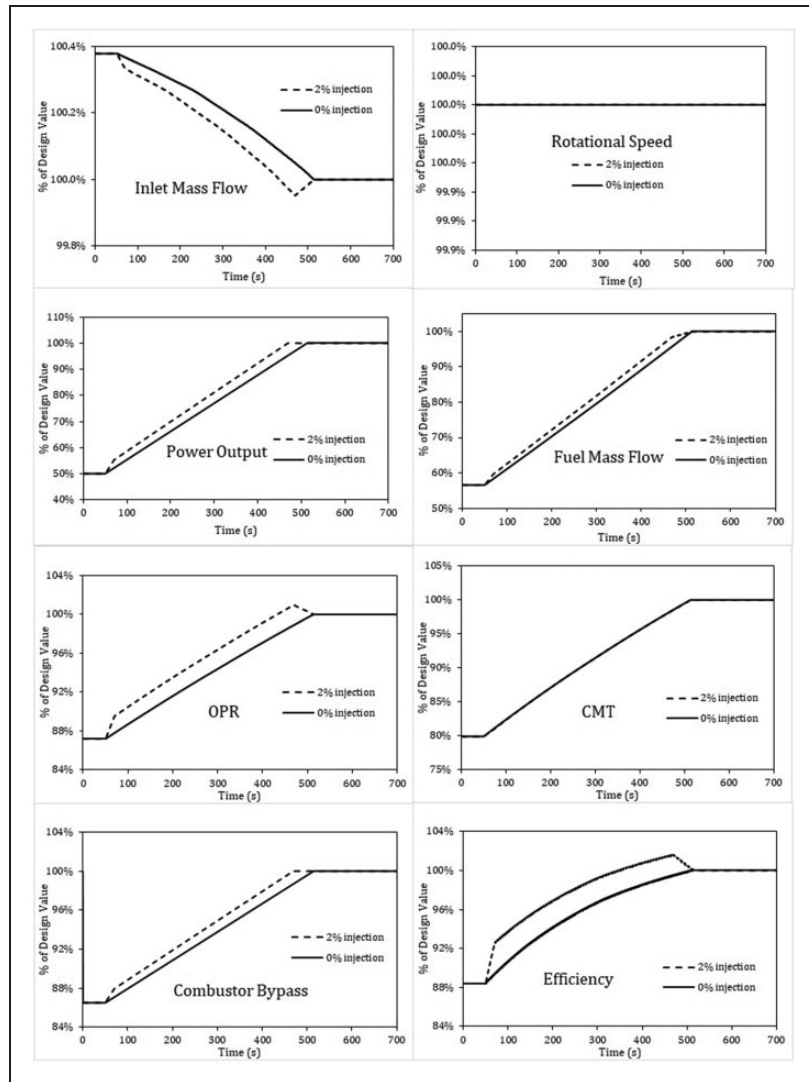 100.4%
100.2%
100.0%
99.8%
% of Design Value
2% injection
0% injection
Inlet Mass Flow
0 100 200 300 400 500 600 700
Time (s)
100.0%
100.0%
100.0%
100.0%
100.0%
99.9%
99.9%
99.9%
% of Design Value
Rotational Speed
2% injection
0% injection
0 100 200 300 400 500 600 700
Time (s)
110%
100%
90%
80%
70%
60%
50%
40%
% of Design Value
2% injection
Power Output
0% injection
0 100 200 300 400 500 600 700
Time (s)
100%
90%
80%
70%
60%
50%
% of Design Value
2% injection
Fuel Mass Flow
0% injection
0 100 200 300 400 500 600 700
Time (s)
104%
100%
96%
92%
88%
84%
% of Design Value
2% injection
OPR
0% injection
0 100 200 300 400 500 600 700
Time (s)
105%
100%
95%
90%
85%
80%
75%
% of Design Value
2% injection
CMT
0% injection
0 100 200 300 400 500 600 700
Time (s)
104%
100%
96%
92%
88%
84%
% of Design Value
2% injection
0% injection
Combustor Bypass
0 100 200 300 400 500 600 700
Time (s)
104%
100%
96%
92%
88%
84%
% of Design Value
2% injection
Efficiency
0% injection
0 100 200 300 400 500 600 700
Time (s)